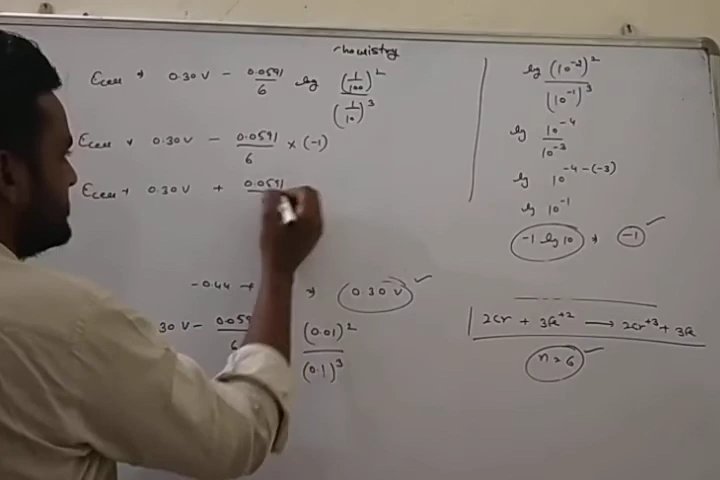 Chemistry
Ecell → 0.30 V − 0.0591/6 log (1/100)^2/(1/10)^3
Ecell → 0.30 V − 0.0591/6 × (-1)
Ecell → 0.30 V + 0.0591
-0.44 →
→ 0.30 V ✓
30 V − 0.059
6
(0.01)^2/(0.1)^3
log (10^-2)^2/(10^-1)^3
log 10^-4/10^-3
log 10^-4-(-3)
log 10^-1
-1 log 10 → -1 ✓
2Cr + 3Fe^+2 → 2Cr^+3 + 3Fe
n = 6 ✓